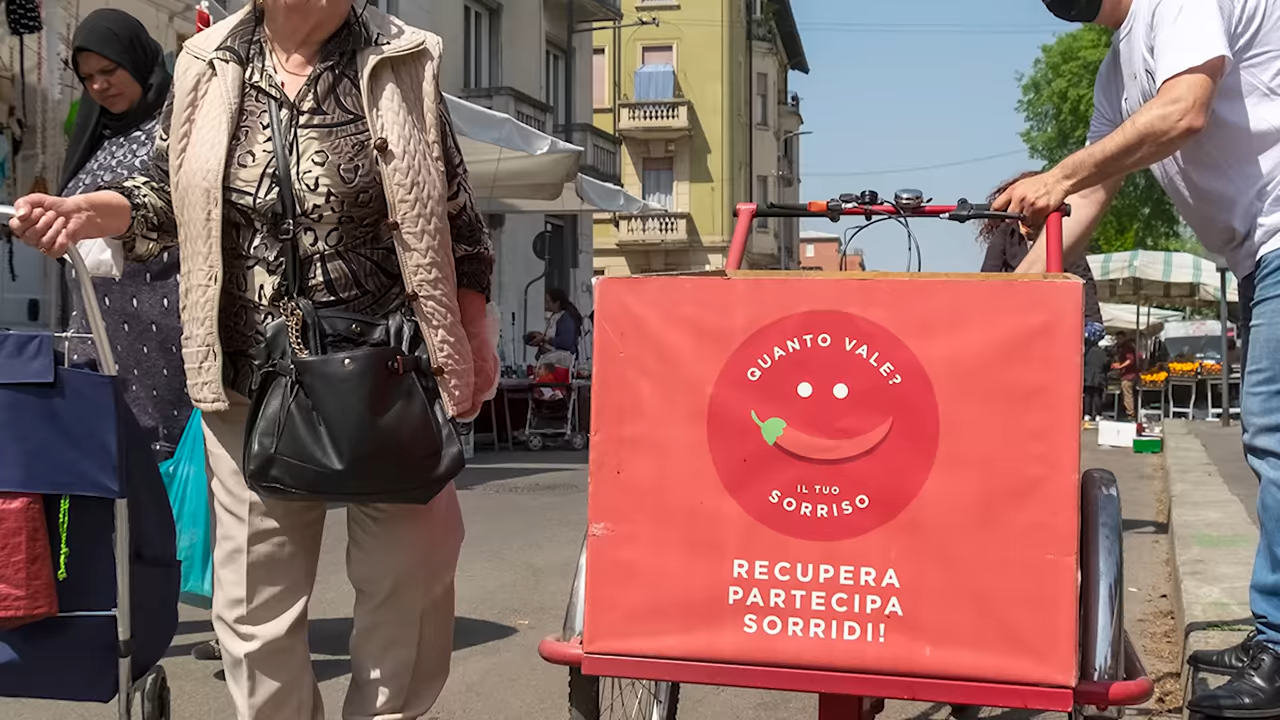 QUANTO VALE?
IL TUO
SORRISO
RECUPERA
PARTECIPA
SORRIDI!